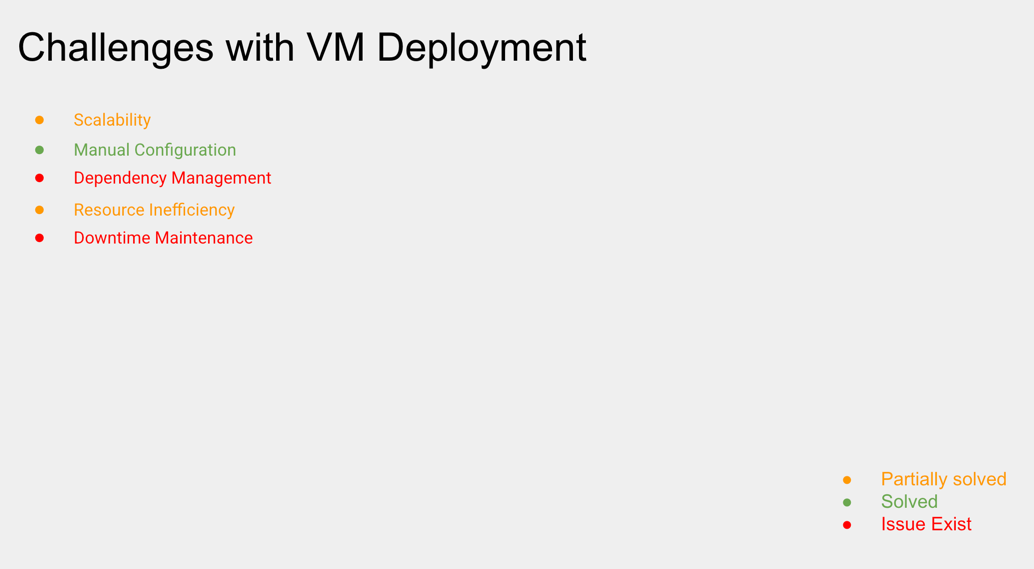 Challenges with VM Deployment
● Scalability
● Manual Configuration
● Dependency Management
● Resource Inefficiency
● Downtime Maintenance
● Partially solved
● Solved
● Issue Exist